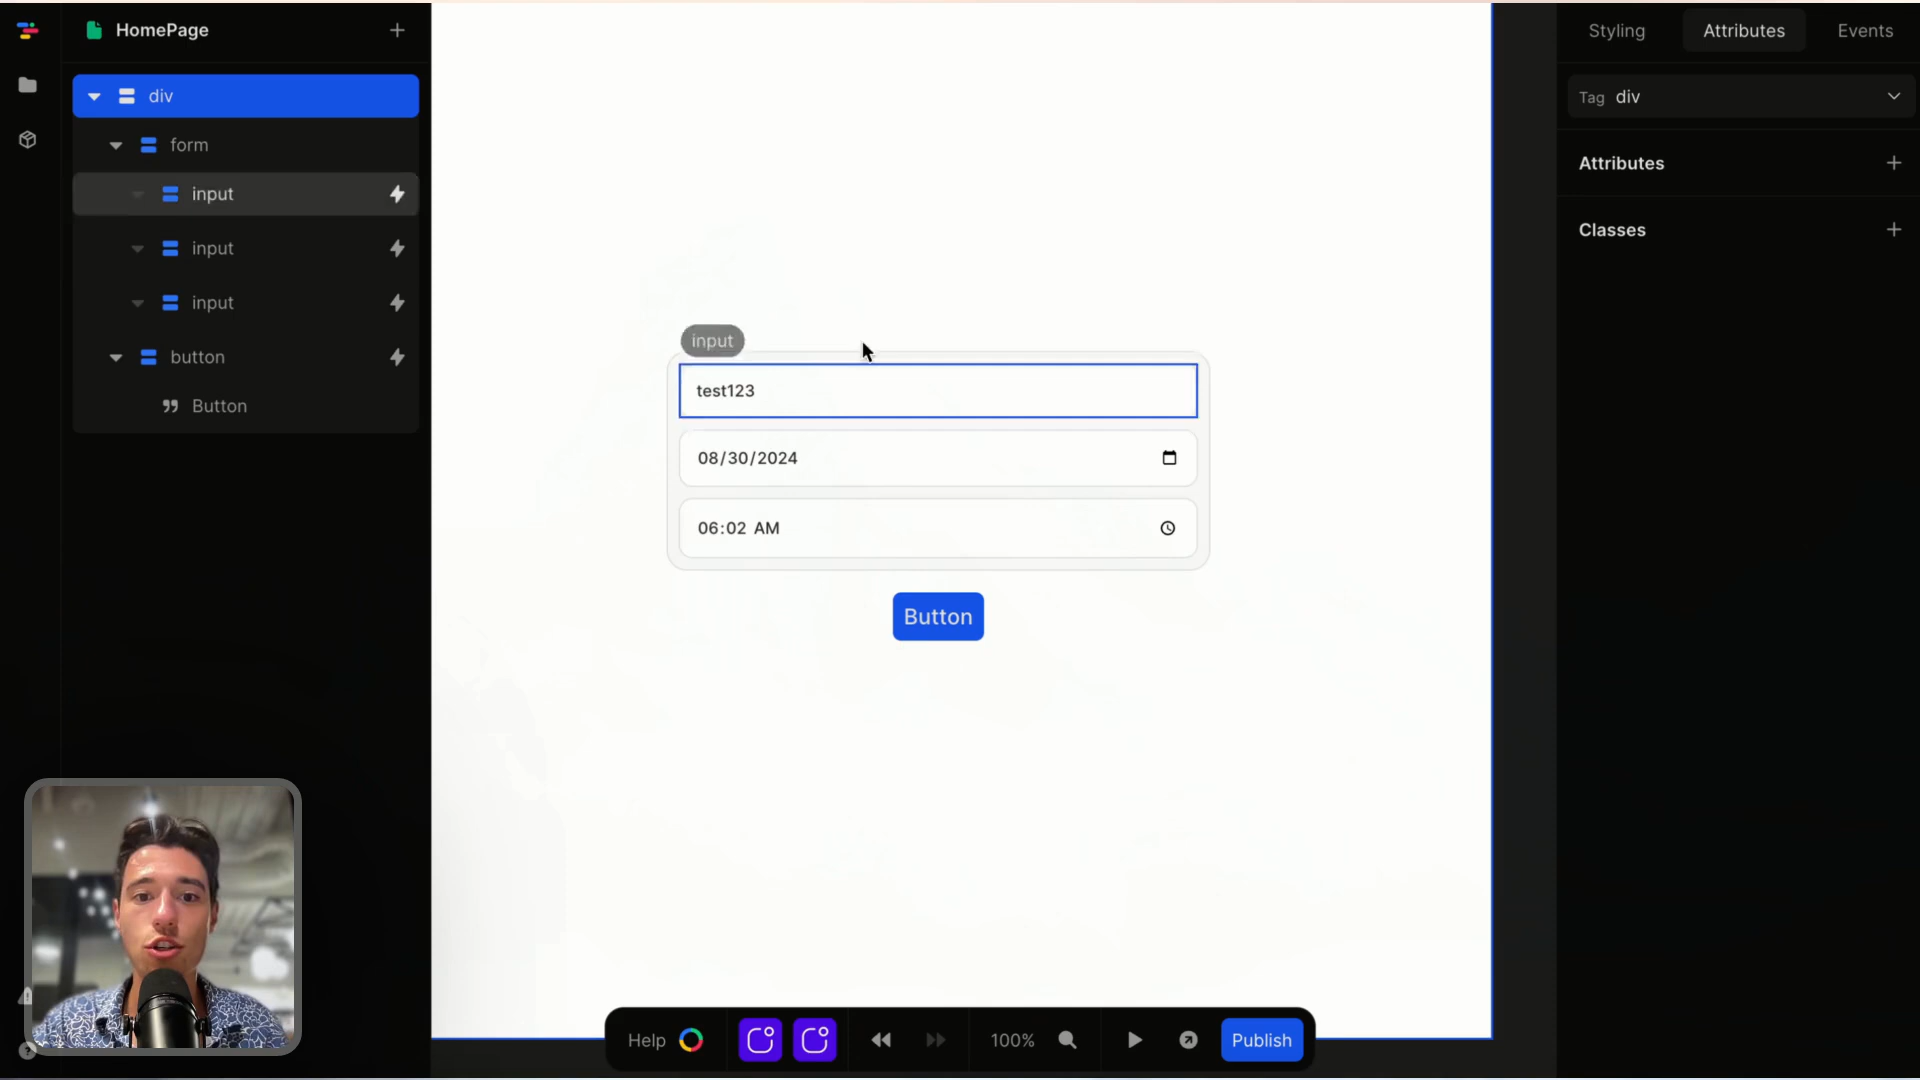 HomePage
div
form
input
input
input
button
Button
input
test123
08/30/2024
06:02 AM
Button
Help
100%
Publish
Styling
Attributes
Events
Tag div
Attributes
Classes